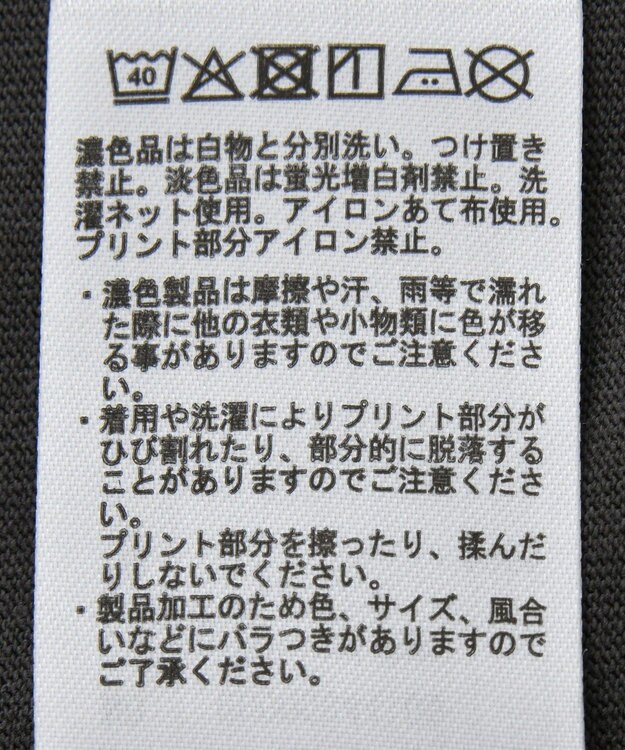 40
濃色品は白物と分別洗い。つけ置き
禁止。淡色品は蛍光増白剤禁止。洗
濯ネット使用。アイロンあて布使用。
プリント部分アイロン禁止。
・濃色製品は摩擦や汗、雨等で濡れ
た際に他の衣類や小物類に色が移
る事がありますのでご注意くださ
い。
・着用や洗濯によりプリント部分が
ひび割れたり、部分的に脱落する
ことがありますのでご注意くださ
い。
プリント部分を擦ったり、揉んだ
りしないでください。
・製品加工のため色、サイズ、風合
いなどにバラつきがありますので
ご了承ください。